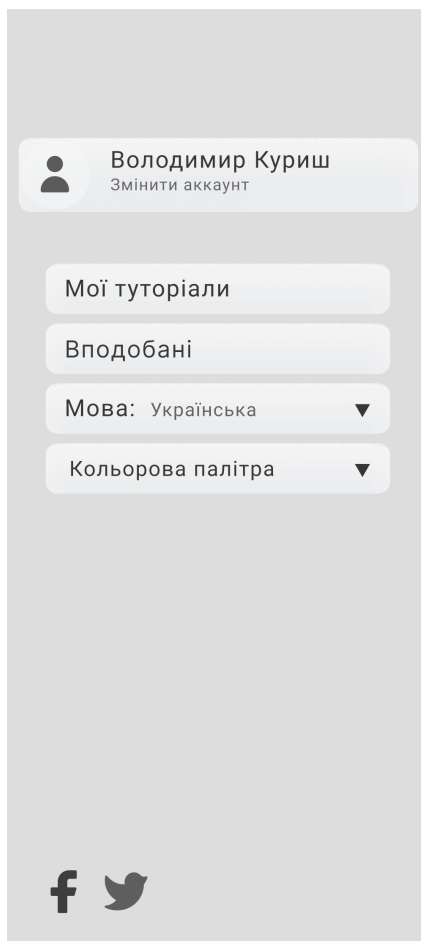 Володимир Куриш
Змінити аккаунт
Мої туторіали
Вподобані
Мова: Українська
Кольорова палітра